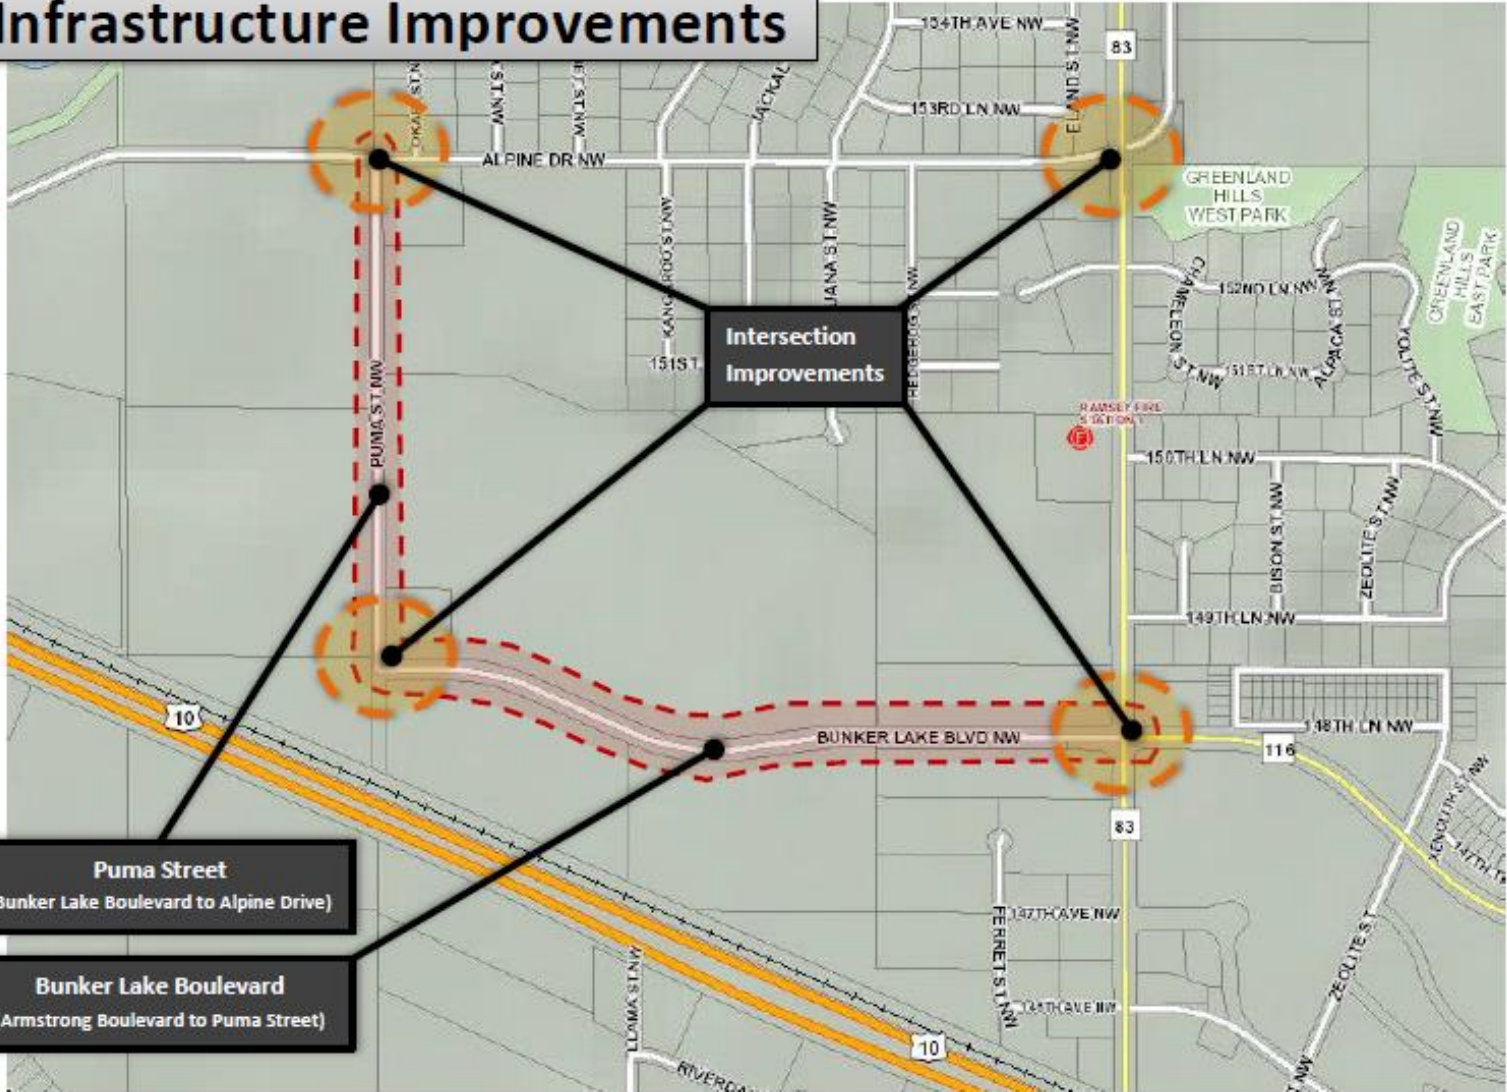 Infrastructure Improvements
154TH AVE NW
83
153RD LN NW
ELAND ST NW
ALPINE DR NW
GREENLAND
HILLS
WEST PARK
GREENLAND
HILLS
EAST PARK
KANGAROO ST NW
HEDGEHOG ST NW
CHAMELEON ST NW
152ND LN NW
ALPACA ST NW
151ST LN NW
151ST
Intersection
Improvements
PUMA ST NW
RAMSEY FIRE
STATION 1
F
150TH LN NW
BISON ST NW
ZEOLITE ST NW
149TH LN NW
10
BUNKER LAKE BLVD NW
148TH LN NW
116
83
XENOLITH ST NW
Puma Street
Bunker Lake Boulevard to Alpine Drive)
147TH AVE NW
FERRET ST NW
ZEOLITE ST
Bunker Lake Boulevard
Armstrong Boulevard to Puma Street)
LLAMA ST NW
10